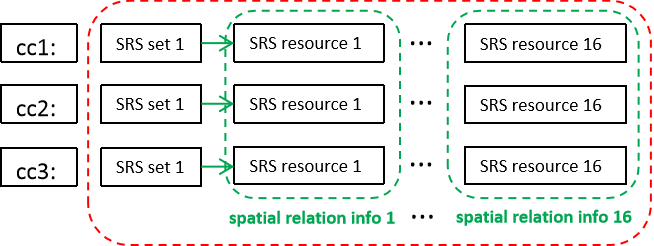 cc1: SRS set 1 SRS resource 1 ··· SRS resource 16
cc2: SRS set 1 SRS resource 1 ··· SRS resource 16
cc3: SRS set 1 SRS resource 1 ··· SRS resource 16
spatial relation info 1 ··· spatial relation info 16